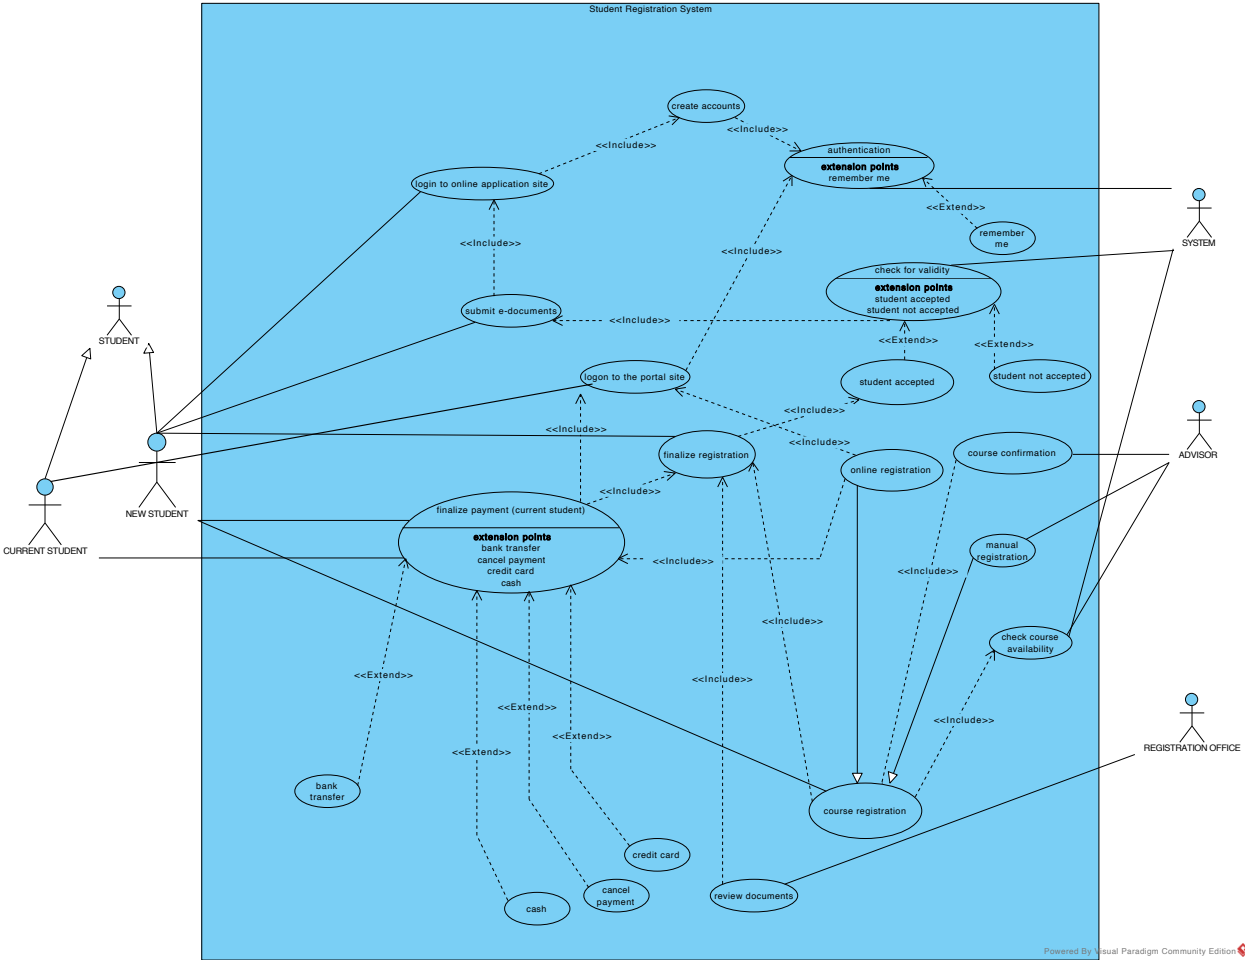 Student Registration System
create accounts
<<Include>>
<<Include>>
authentication
extension points
remember me
login to online application site
<<Extend>>
remember
me
SYSTEM
<<Include>>
<<Include>>
check for validity
extension points
student accepted
student not accepted
submit e-documents
<<Include>>
STUDENT
<<Extend>>
<<Extend>>
logon to the portal site
student accepted
student not accepted
<<Include>>
<<Include>>
<<Include>>
finalize registration
online registration
course confirmation
ADVISOR
<<Include>>
finalize payment (current student)
extension points
bank transfer
cancel payment
credit card
cash
NEW STUDENT
CURRENT STUDENT
manual
registration
<<Include>>
<<Include>>
<<Include>>
check course
availability
<<Extend>>
<<Include>>
<<Extend>>
<<Include>>
<<Extend>>
<<Extend>>
REGISTRATION OFFICE
bank
transfer
course registration
credit card
cancel
payment
review documents
cash
Powered By Visual Paradigm Community Edition